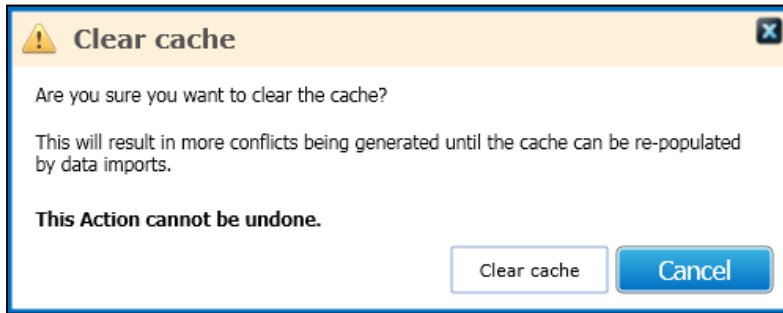 Clear cache
Are you sure you want to clear the cache?
This will result in more conflicts being generated until the cache can be re-populated
by data imports.
This Action cannot be undone.
Clear cache
Cancel